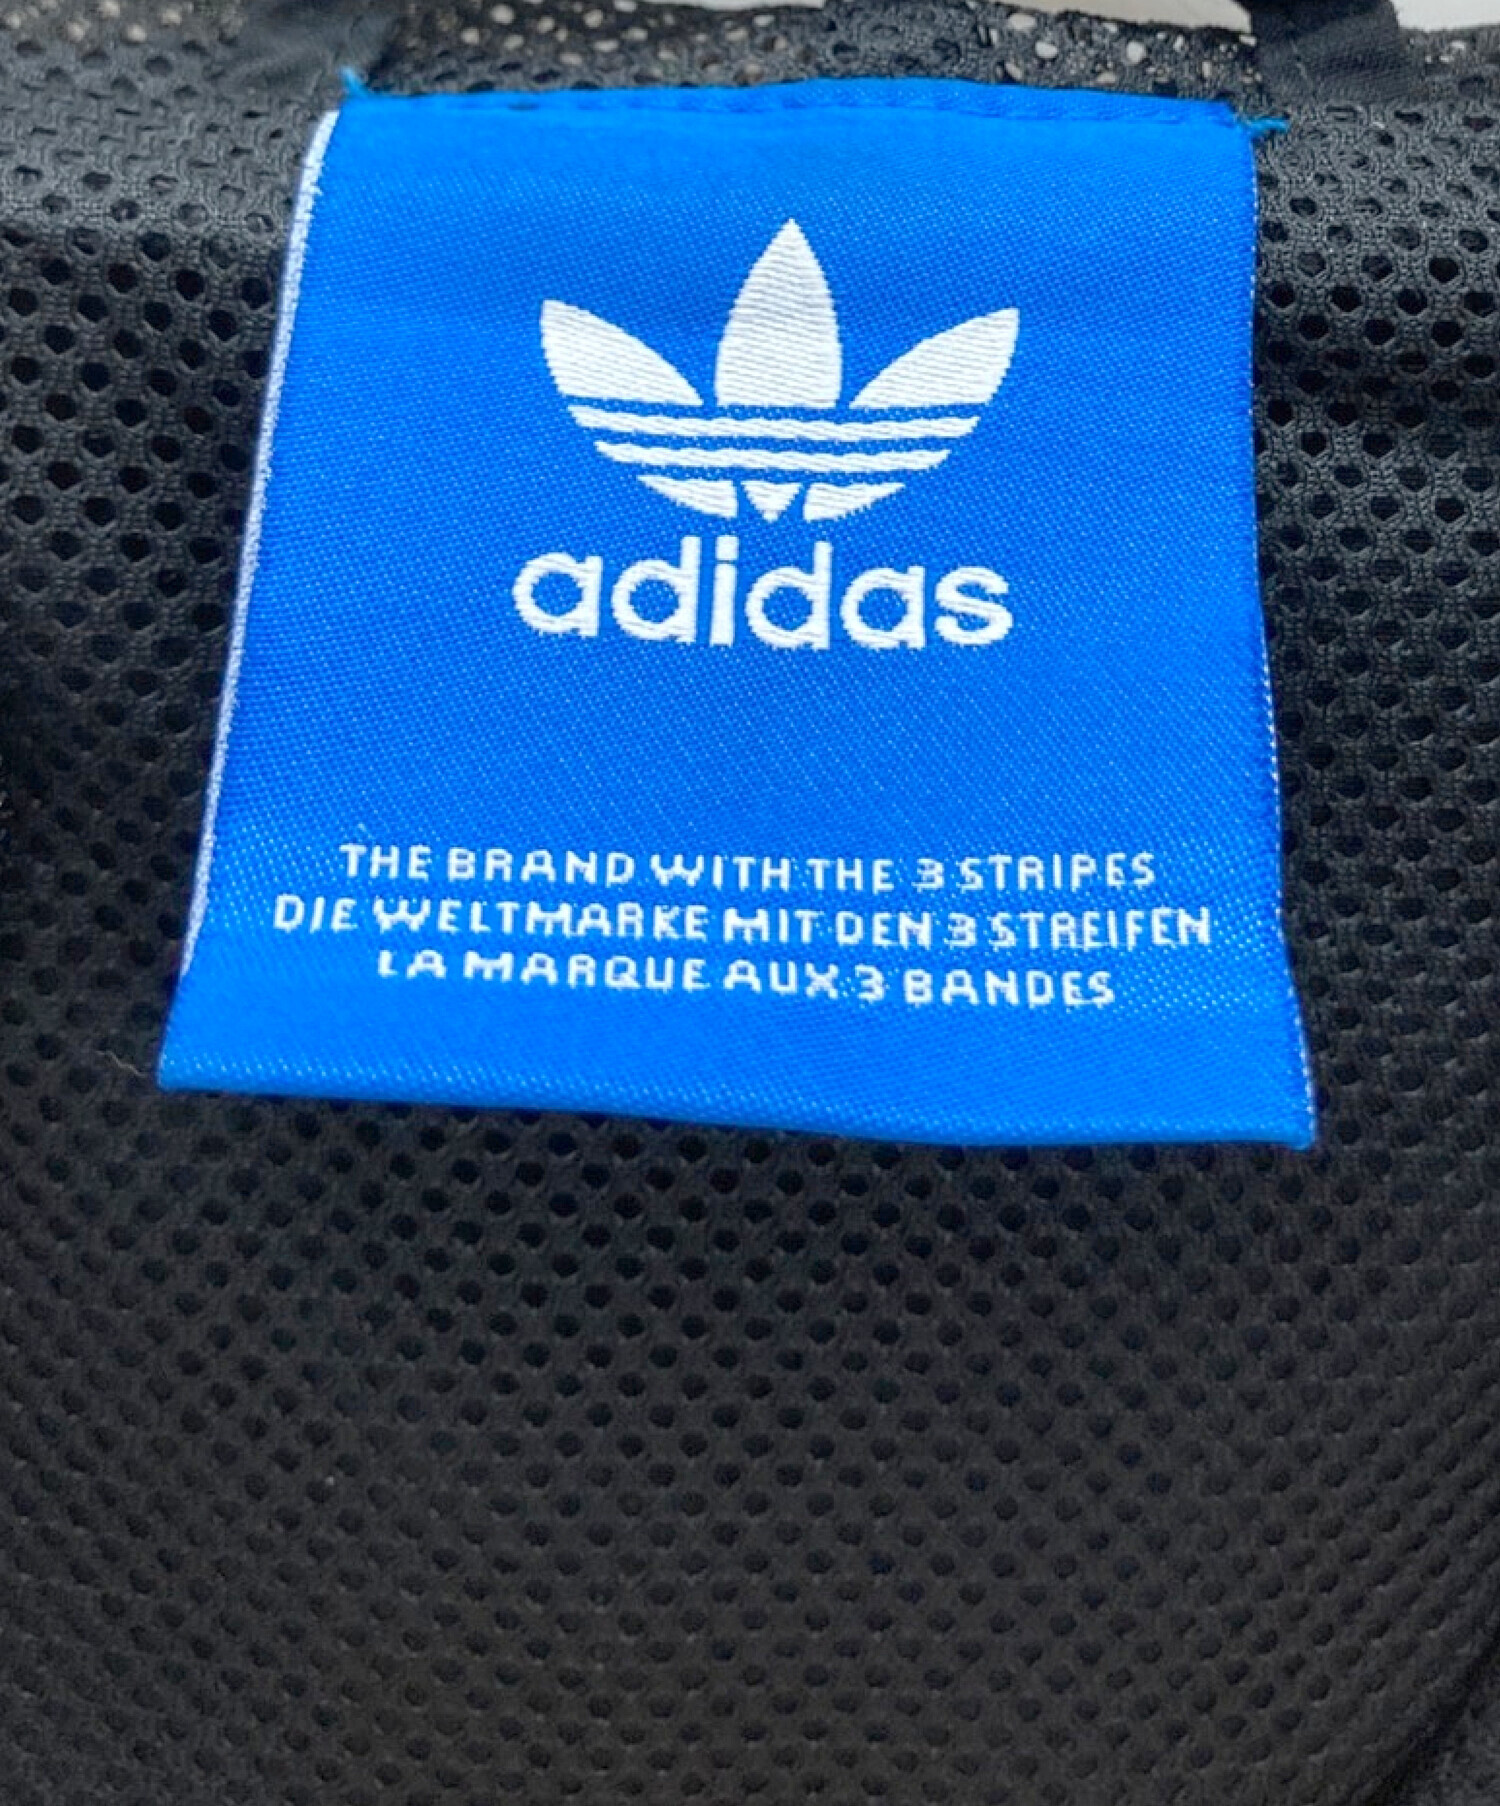 adidas
THE BRAND WITH THE 3 STRIPES
DIE WELTMARKE MIT DEN 3 STREIFEN
LA MARQUE AUX 3 BANDES